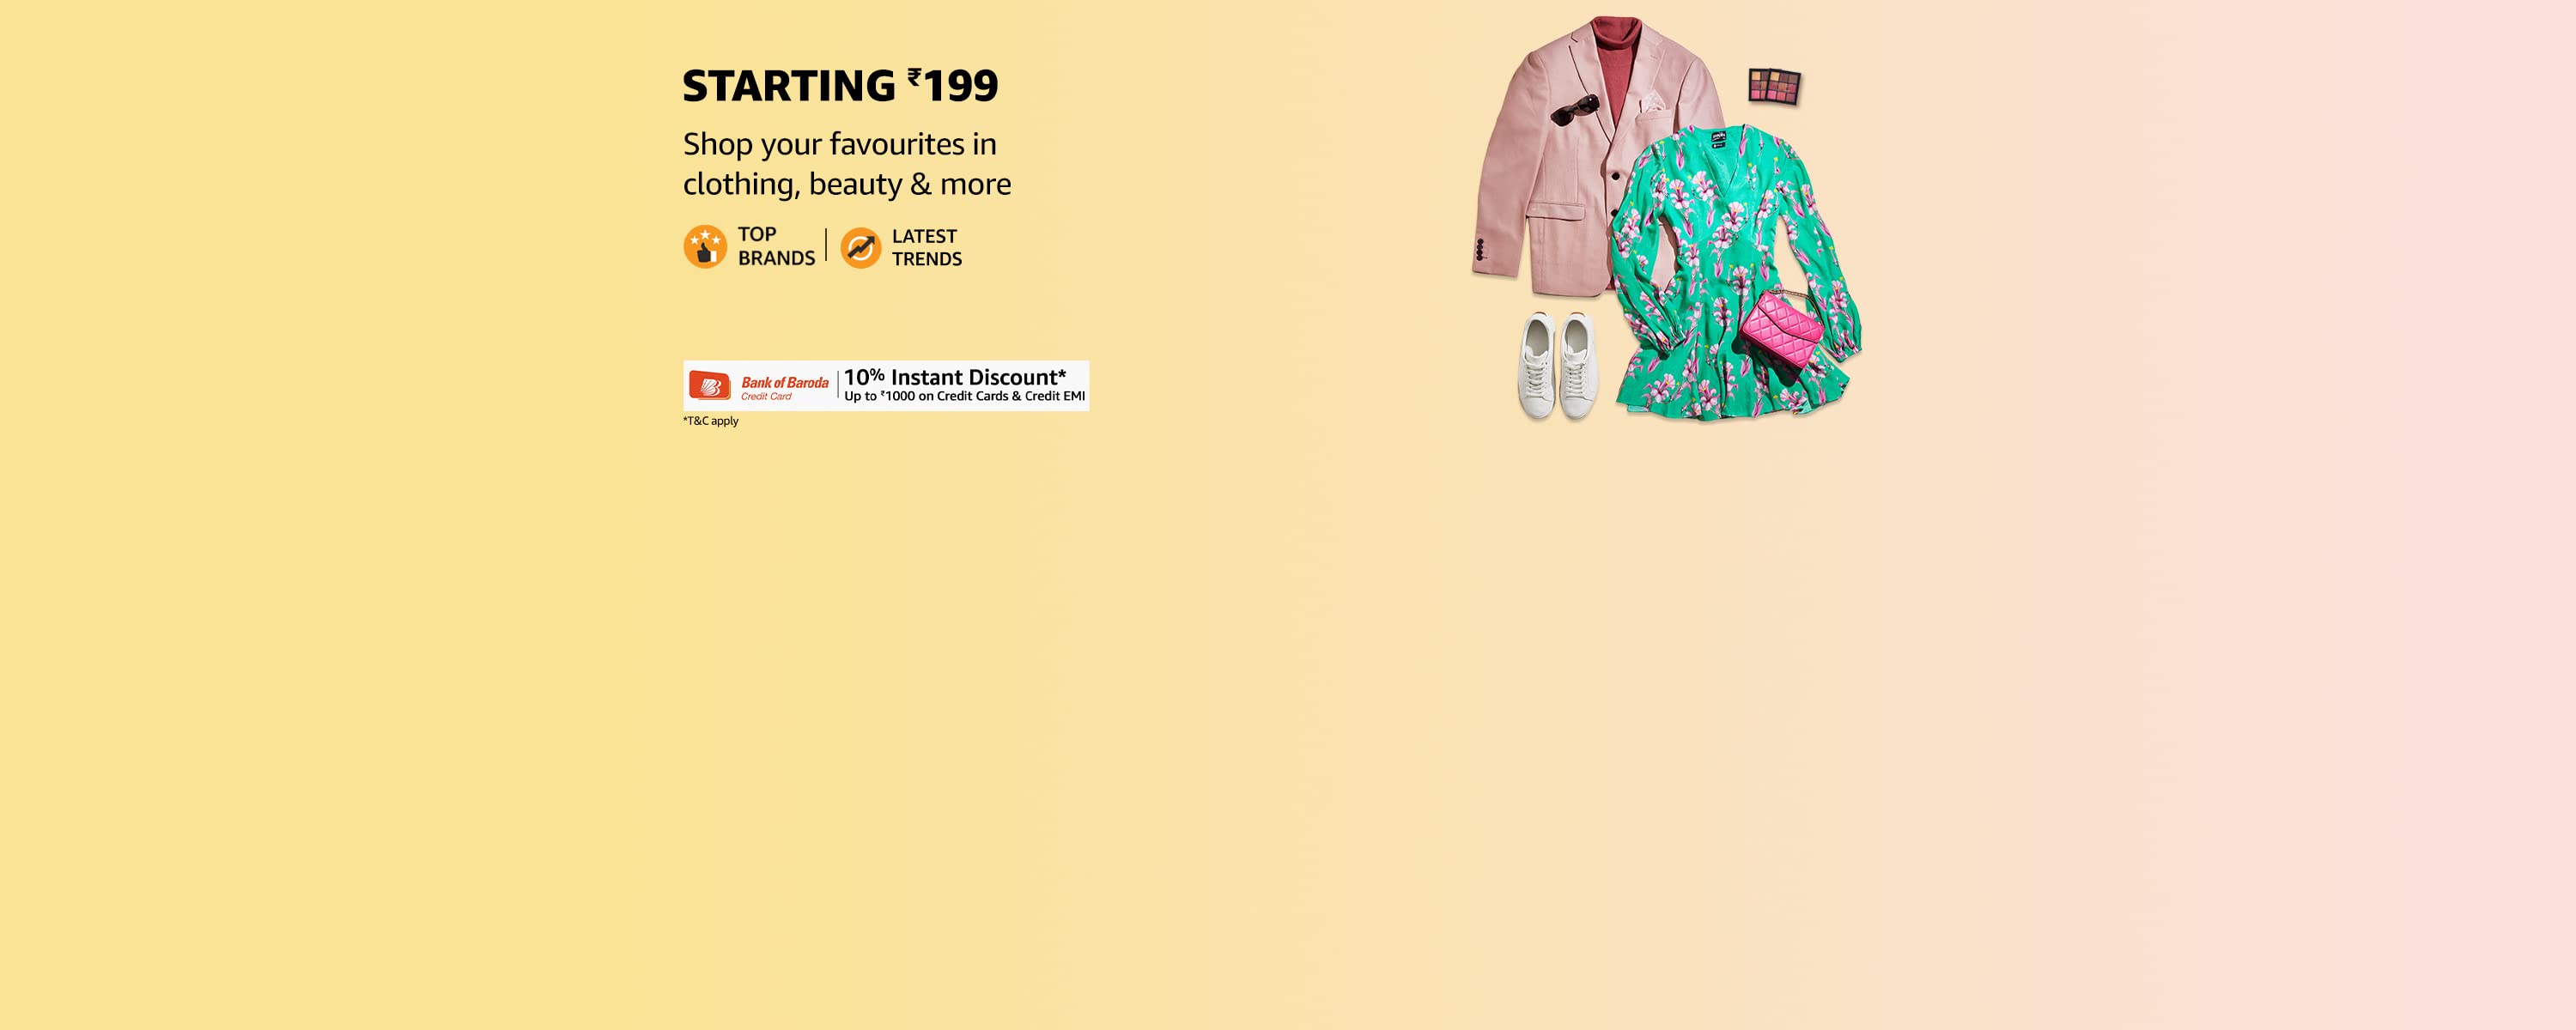 STARTING ₹199
Shop your favourites in
clothing, beauty & more
TOP
BRANDS
LATEST
TRENDS
Bank of Baroda
Credit Card
10% Instant Discount*
Up to ₹1000 on Credit Cards & Credit EMI
*T&C apply